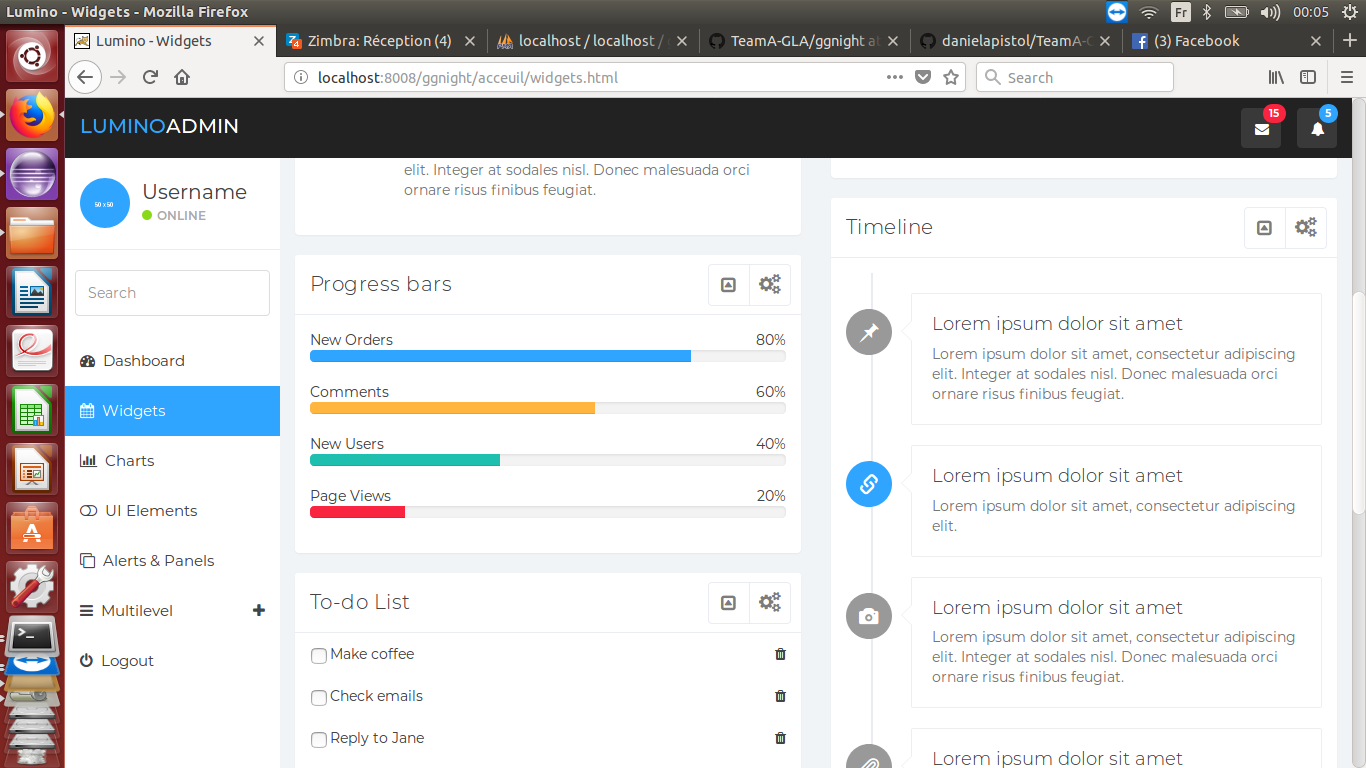 Lumino - Widgets - Mozilla Firefox
Fr
00:05
Lumino - Widgets
Zimbra: Réception (4)
localhost / localhost /
TeamA-GLA/ggnight
danielapistol/TeamA-
(3) Facebook
localhost:8008/ggnight/acceuil/widgets.html
Search
LUMINOADMIN
15
5
50 x 50
Username
ONLINE
Search
Dashboard
Widgets
Charts
UI Elements
Alerts & Panels
Multilevel
Logout
elit. Integer at sodales nisl. Donec malesuada orci
ornare risus finibus feugiat.
Progress bars
New Orders 80%
Comments 60%
New Users 40%
Page Views 20%
To-do List
Make coffee
Check emails
Reply to Jane
Timeline
Lorem ipsum dolor sit amet
Lorem ipsum dolor sit amet, consectetur adipiscing
elit. Integer at sodales nisl. Donec malesuada orci
ornare risus finibus feugiat.
Lorem ipsum dolor sit amet
Lorem ipsum dolor sit amet, consectetur adipiscing
elit.
Lorem ipsum dolor sit amet
Lorem ipsum dolor sit amet, consectetur adipiscing
elit. Integer at sodales nisl. Donec malesuada orci
ornare risus finibus feugiat.
Lorem ipsum dolor sit amet